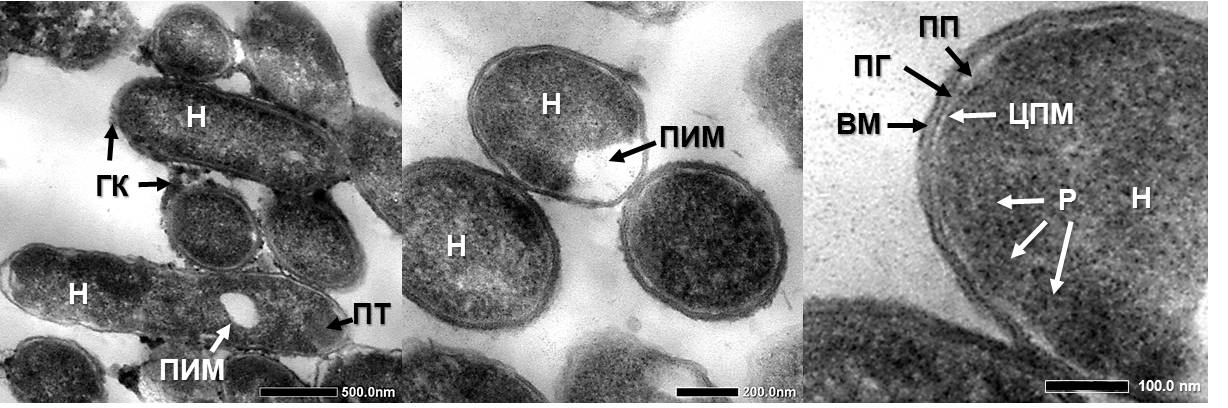 Н
ГК
Н
ПТ
ПИМ
500.0nm
Н
ПИМ
Н
200.0nm
ПП
ПГ
ВМ
ЦПМ
Р
Н
100.0 nm